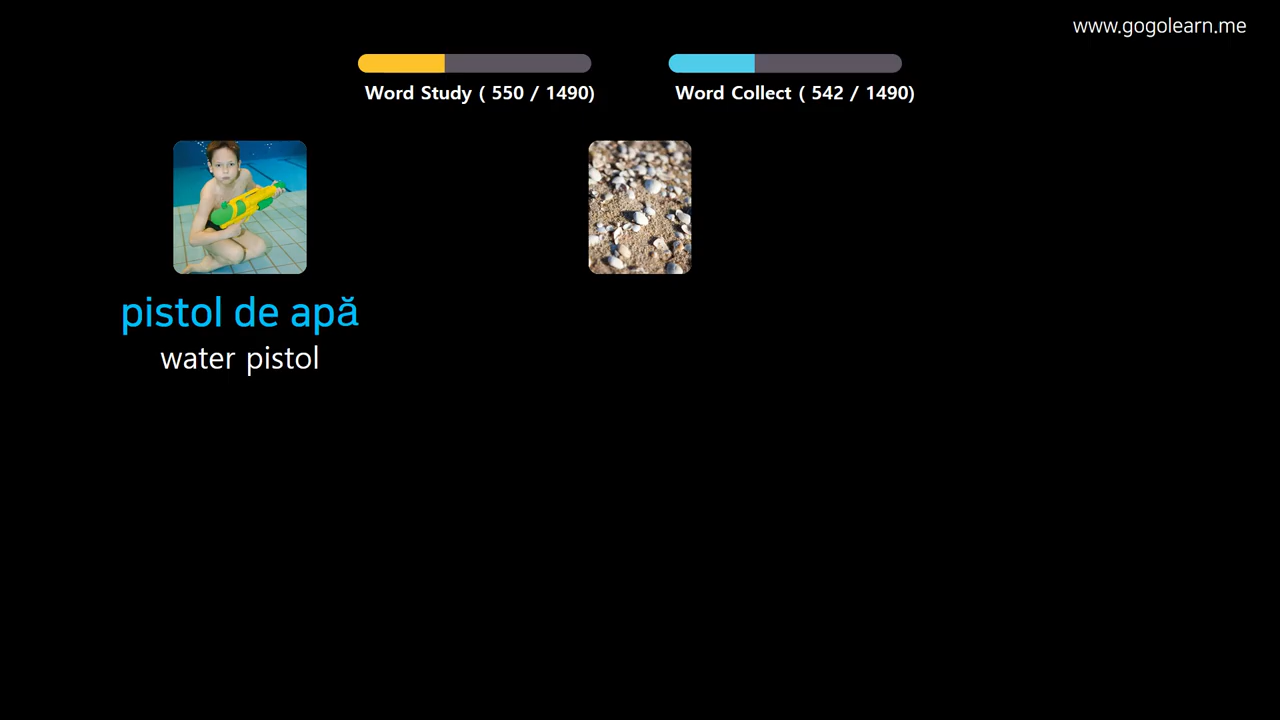 www.gogolearn.me
Word Study ( 550 / 1490)
Word Collect ( 542 / 1490)
pistol de apă
water pistol